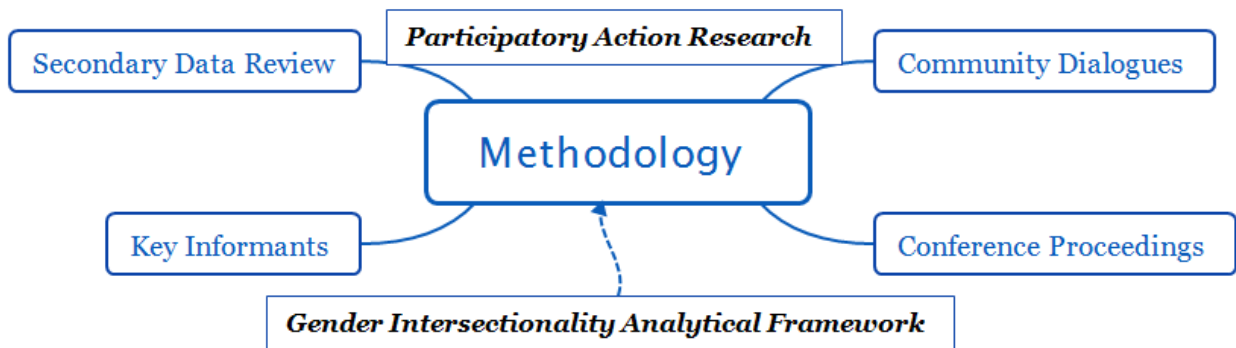 Participatory Action Research
Secondary Data Review
Community Dialogues
Methodology
Key Informants
Conference Proceedings
Gender Intersectionality Analytical Framework